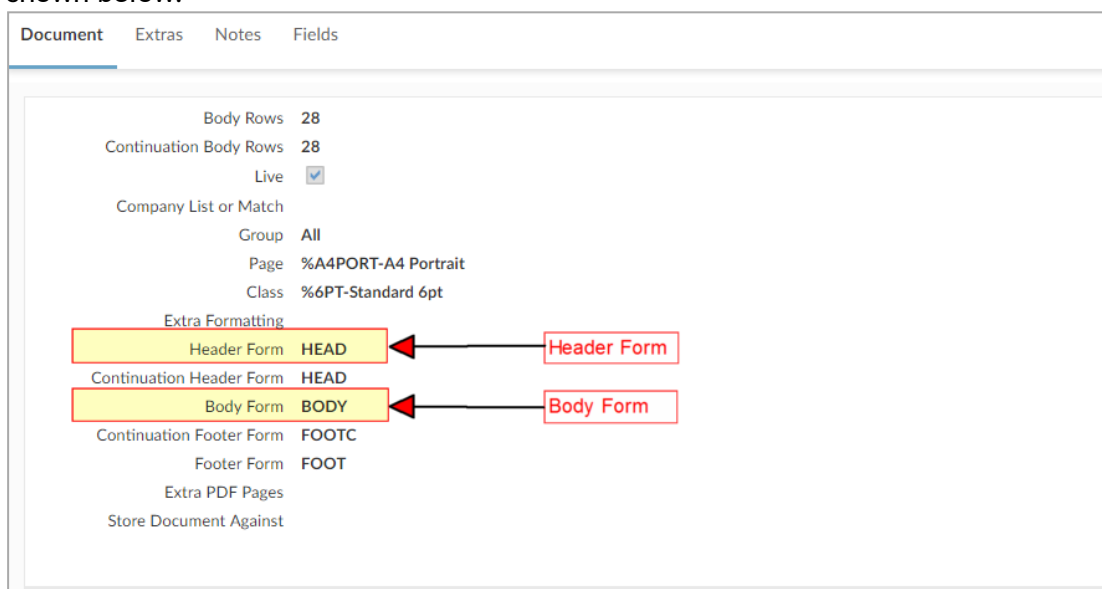 shown below.
Document Extras Notes Fields
Body Rows 28
Continuation Body Rows 28
Live
Company List or Match
Group All
Page %A4PORT-A4 Portrait
Class %6PT-Standard 6pt
Extra Formatting
Header Form HEAD Header Form
Continuation Header Form HEAD
Body Form BODY Body Form
Continuation Footer Form FOOTC
Footer Form FOOT
Extra PDF Pages
Store Document Against